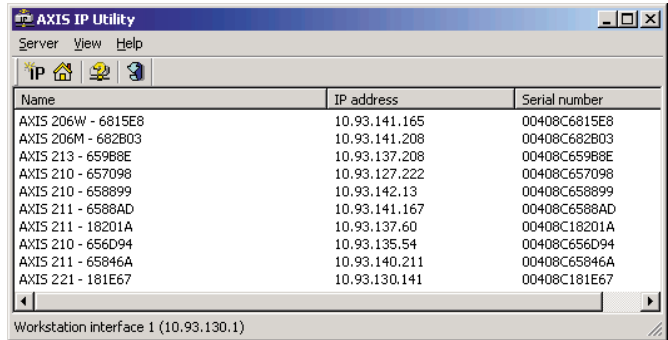 AXIS IP Utility
Server View Help
IP
Name IP address Serial number
AXIS 206W - 6815E8 10.93.141.165 00408C6815E8
AXIS 206M - 682B03 10.93.141.208 00408C682B03
AXIS 213 - 659B8E 10.93.137.208 00408C659B8E
AXIS 210 - 657098 10.93.127.222 00408C657098
AXIS 210 - 658899 10.93.142.13 00408C658899
AXIS 211 - 6588AD 10.93.141.167 00408C6588AD
AXIS 211 - 18201A 10.93.137.60 00408C18201A
AXIS 210 - 656D94 10.93.135.54 00408C656D94
AXIS 211 - 65846A 10.93.140.211 00408C65846A
AXIS 221 - 181E67 10.93.130.141 00408C181E67
Workstation interface 1 (10.93.130.1)